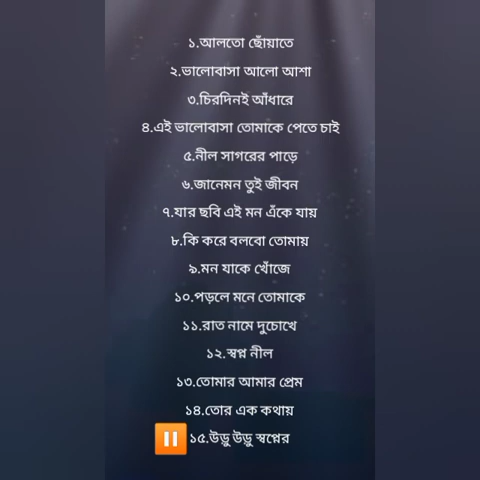 ১.আলতো ছোঁয়াতে
২.ভালোবাসা আলো আশা
৩.চিরদিনই আঁধারে
৪.এই ভালোবাসা তোমাকে পেতে চাই
৫.নীল সাগরের পাড়ে
৬.জানেমন তুই জীবন
৭.যার ছবি এই মন এঁকে যায়
৮.কি করে বলবো তোমায়
৯.মন যাকে খোঁজে
১০.পড়লে মনে তোমাকে
১১.রাত নামে দুচোখে
১২.স্বপ্ন নীল
১৩.তোমার আমার প্রেম
১৪.তোর এক কথায়
১৫.উড়ু উড়ু স্বপ্নের